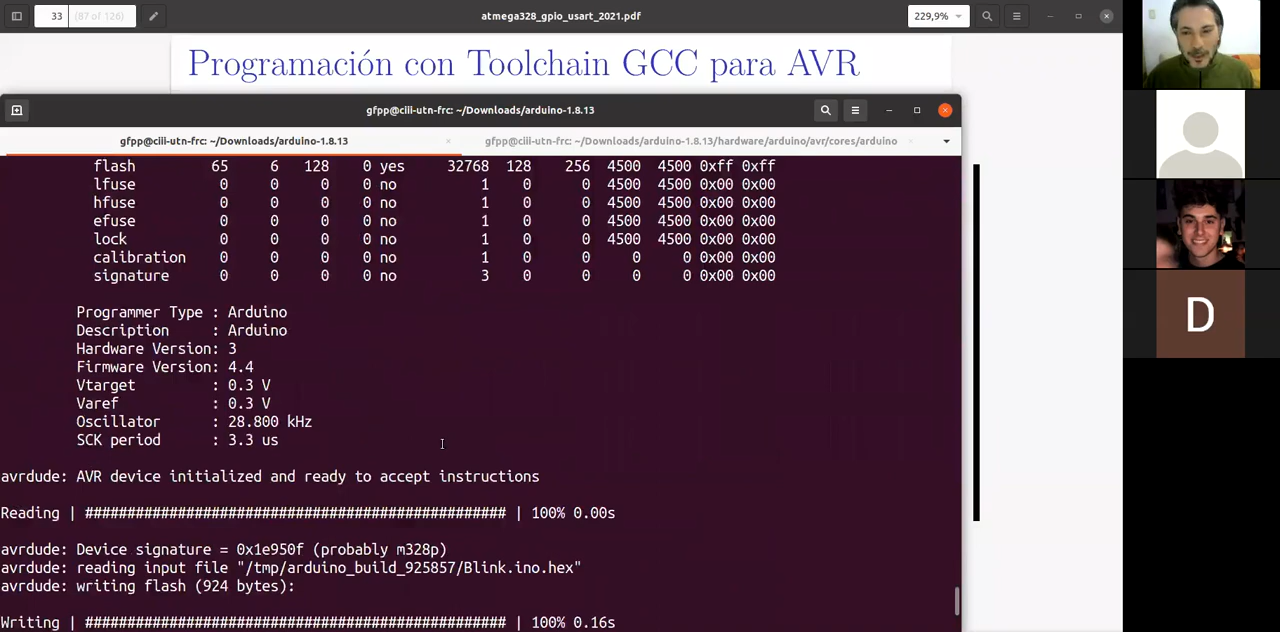 33 (87 of 126) atmega328_gpio_usart_2021.pdf 229,9%
Programación con Toolchain GCC para AVR
gfpp@ciii-utn-frc: ~/Downloads/arduino-1.8.13
gfpp@ciii-utn-frc: ~/Downloads/arduino-1.8.13 gfpp@ciii-utn-frc: ~/Downloads/arduino-1.8.13/hardware/arduino/avr/cores/arduino
flash 65 6 128 0 yes 32768 128 256 4500 4500 0xff 0xff
lfuse 0 0 0 0 no 1 0 0 4500 4500 0x00 0x00
hfuse 0 0 0 0 no 1 0 0 4500 4500 0x00 0x00
efuse 0 0 0 0 no 1 0 0 4500 4500 0x00 0x00
lock 0 0 0 0 no 1 0 0 4500 4500 0x00 0x00
calibration 0 0 0 0 no 1 0 0 0 0 0x00 0x00
signature 0 0 0 0 no 3 0 0 0 0 0x00 0x00
Programmer Type : Arduino
Description : Arduino
Hardware Version: 3
Firmware Version: 4.4
Vtarget : 0.3 V
Varef : 0.3 V
Oscillator : 28.800 kHz
SCK period : 3.3 us
avrdude: AVR device initialized and ready to accept instructions
Reading | ################################################## | 100% 0.00s
avrdude: Device signature = 0x1e950f (probably m328p)
avrdude: reading input file "/tmp/arduino_build_925857/Blink.ino.hex"
avrdude: writing flash (924 bytes):
Writing | ################################################## | 100% 0.16s
D